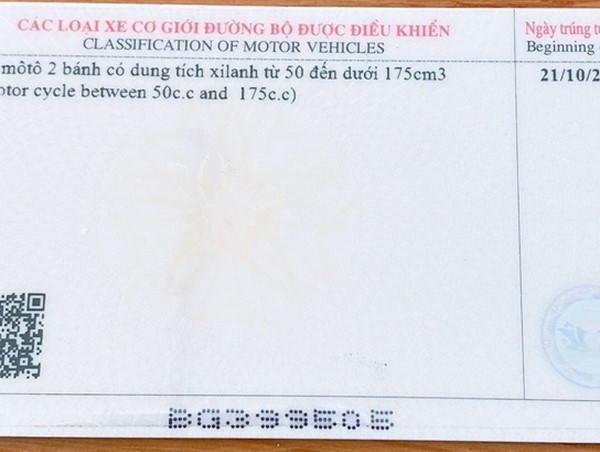 CÁC LOẠI XE CƠ GIỚI ĐƯỜNG BỘ ĐƯỢC ĐIỀU KHIỂN
CLASSIFICATION OF MOTOR VEHICLES
môtô 2 bánh có dung tích xilanh từ 50 đến dưới 175cm3
otor cycle between 50c.c and 175c.c)
Ngày trúng t
Beginning
21/10/2
BG399505